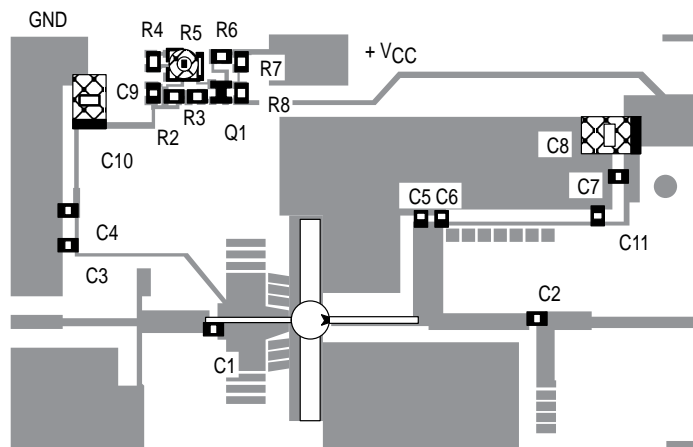 GND
R4 R5 R6
+ VCC
R7
C9
R8
R2 R3 Q1
C10
C8
C7
C5 C6
C4
C11
C3
C2
C1